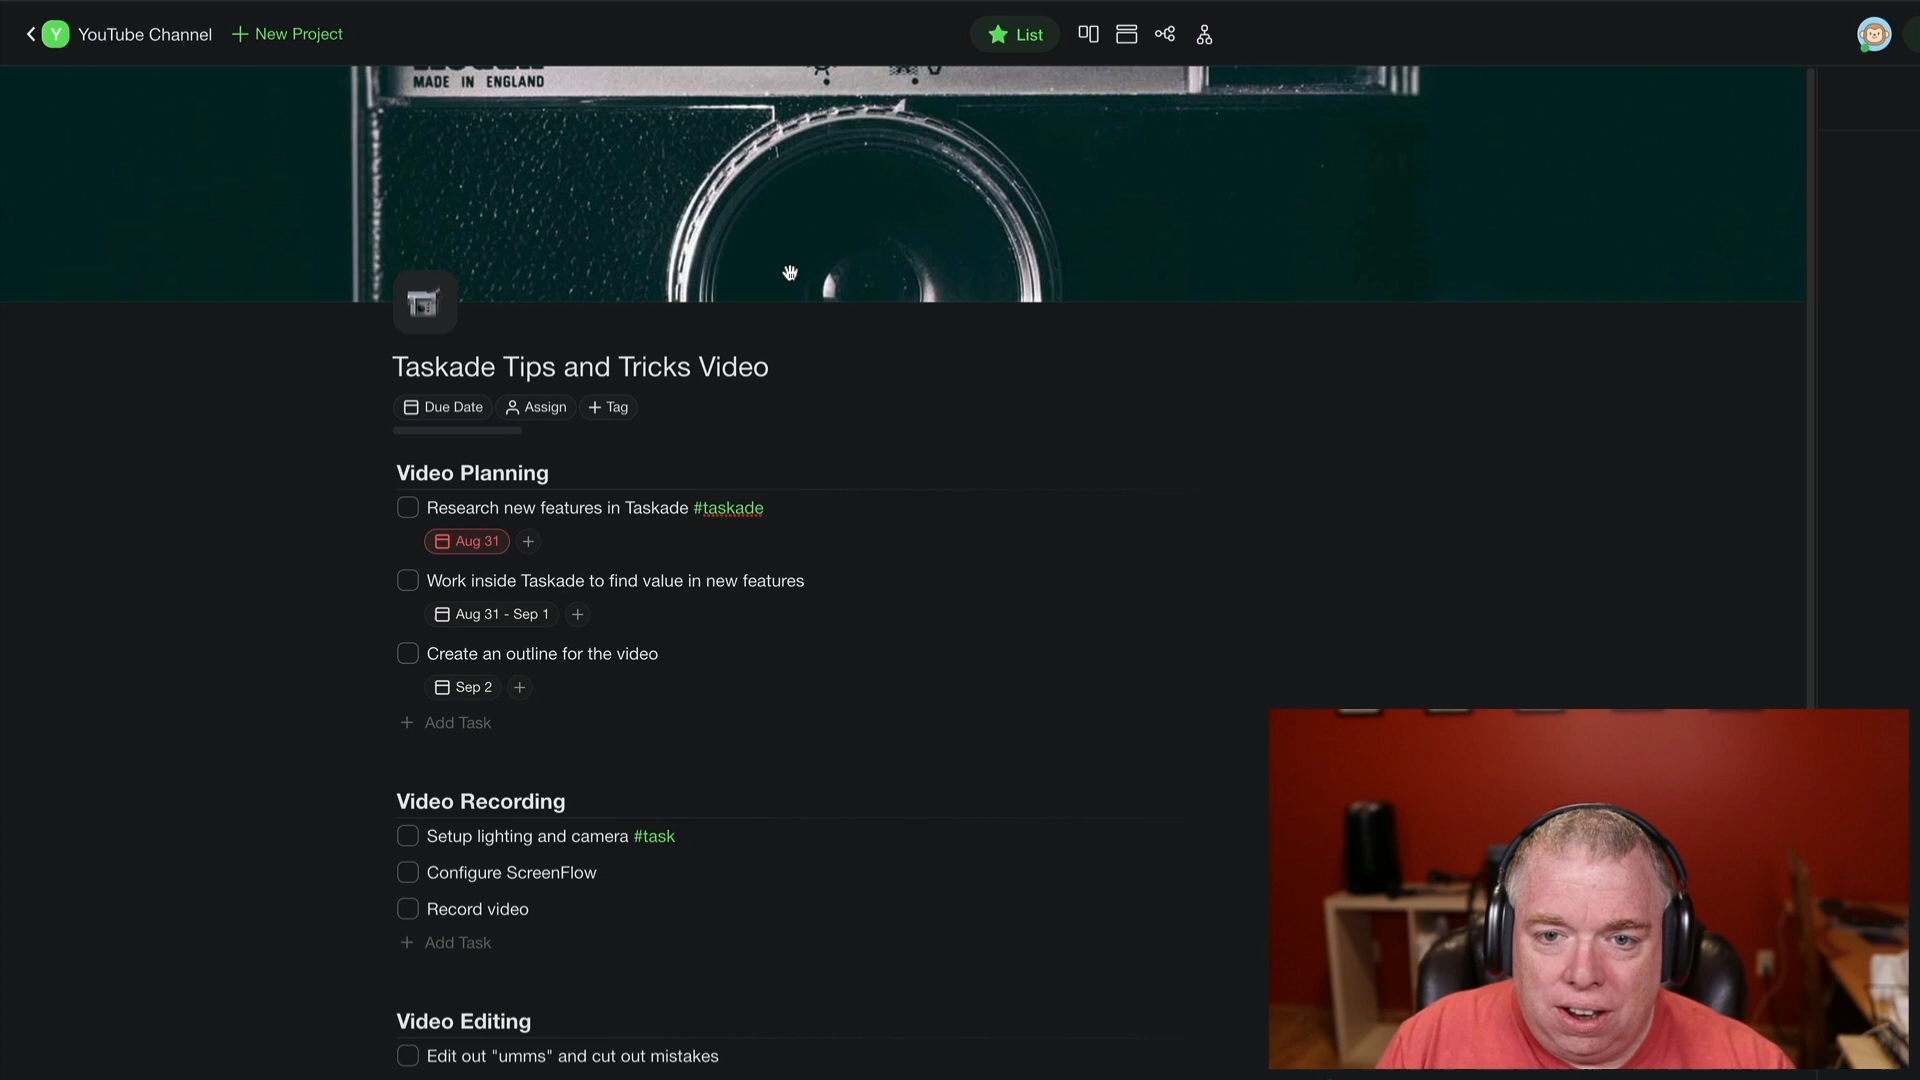 Y YouTube Channel + New Project
List
MADE IN ENGLAND
Taskade Tips and Tricks Video
Due Date Assign + Tag
Video Planning
Research new features in Taskade #taskade
Aug 31 +
Work inside Taskade to find value in new features
Aug 31 - Sep 1 +
Create an outline for the video
Sep 2 +
+ Add Task
Video Recording
Setup lighting and camera #task
Configure ScreenFlow
Record video
+ Add Task
Video Editing
Edit out "umms" and cut out mistakes